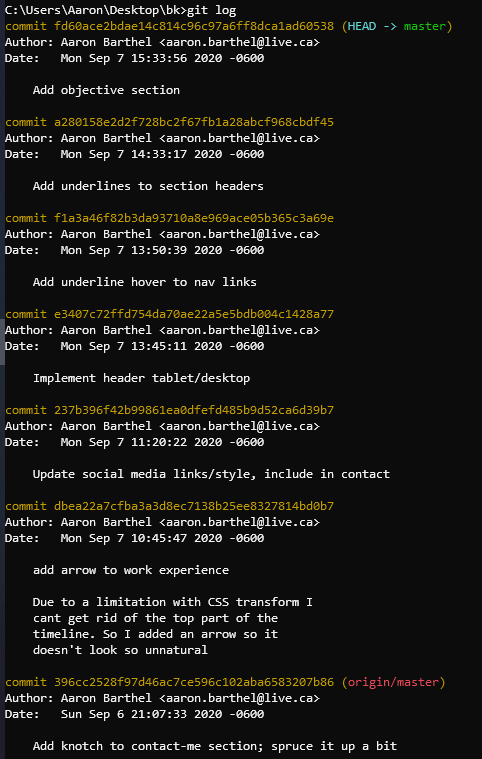 C:\Users\Aaron\Desktop\bk>git log
commit fd60ace2bdae14c814c96c97a6ff8dca1ad60538 (HEAD -> master)
Author: Aaron Barthel <aaron.barthel@live.ca>
Date:   Mon Sep 7 15:33:56 2020 -0600
Add objective section
commit a280158e2d2f728bc2f67fb1a28abcf968cbdf45
Author: Aaron Barthel <aaron.barthel@live.ca>
Date:   Mon Sep 7 14:33:17 2020 -0600
Add underlines to section headers
commit f1a3a46f82b3da93710a8e969ace05b365c3a69e
Author: Aaron Barthel <aaron.barthel@live.ca>
Date:   Mon Sep 7 13:50:39 2020 -0600
Add underline hover to nav links
commit e3407c72ffd754da70ae22a5e5bdb004c1428a77
Author: Aaron Barthel <aaron.barthel@live.ca>
Date:   Mon Sep 7 13:45:11 2020 -0600
Implement header tablet/desktop
commit 237b396f42b99861ea0dfefd485b9d52ca6d39b7
Author: Aaron Barthel <aaron.barthel@live.ca>
Date:   Mon Sep 7 11:20:22 2020 -0600
Update social media links/style, include in contact
commit dbea22a7cfba3a3d8ec7138b25ee8327814bd0b7
Author: Aaron Barthel <aaron.barthel@live.ca>
Date:   Mon Sep 7 10:45:47 2020 -0600
add arrow to work experience
Due to a limitation with CSS transform I
cant get rid of the top part of the
timeline. So I added an arrow so it
doesn't look so unnatural
commit 396cc2528f97d46ac7ce596c102aba6583207b86 (origin/master)
Author: Aaron Barthel <aaron.barthel@live.ca>
Date:   Sun Sep 6 21:07:33 2020 -0600
Add knotch to contact-me section; spruce it up a bit